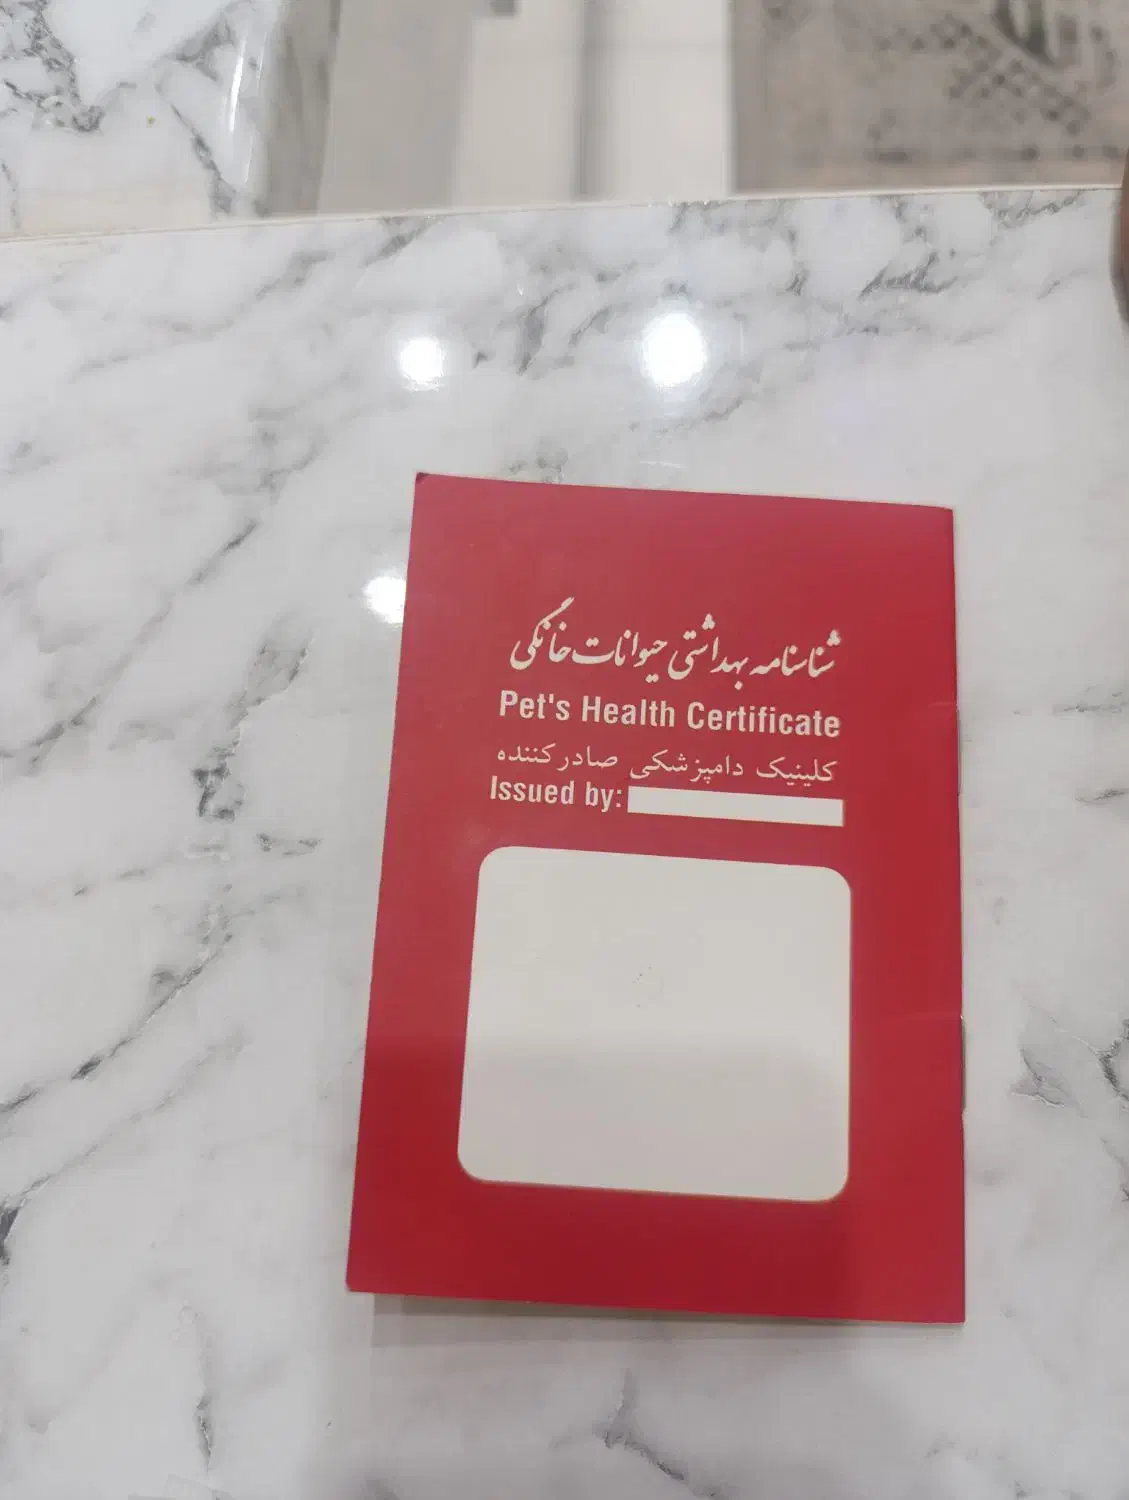 شناسنامه بهداشتی حیوانات خانگی
Pet's Health Certificate
کلینیک دامپزشکی صادر کننده
Issued by: